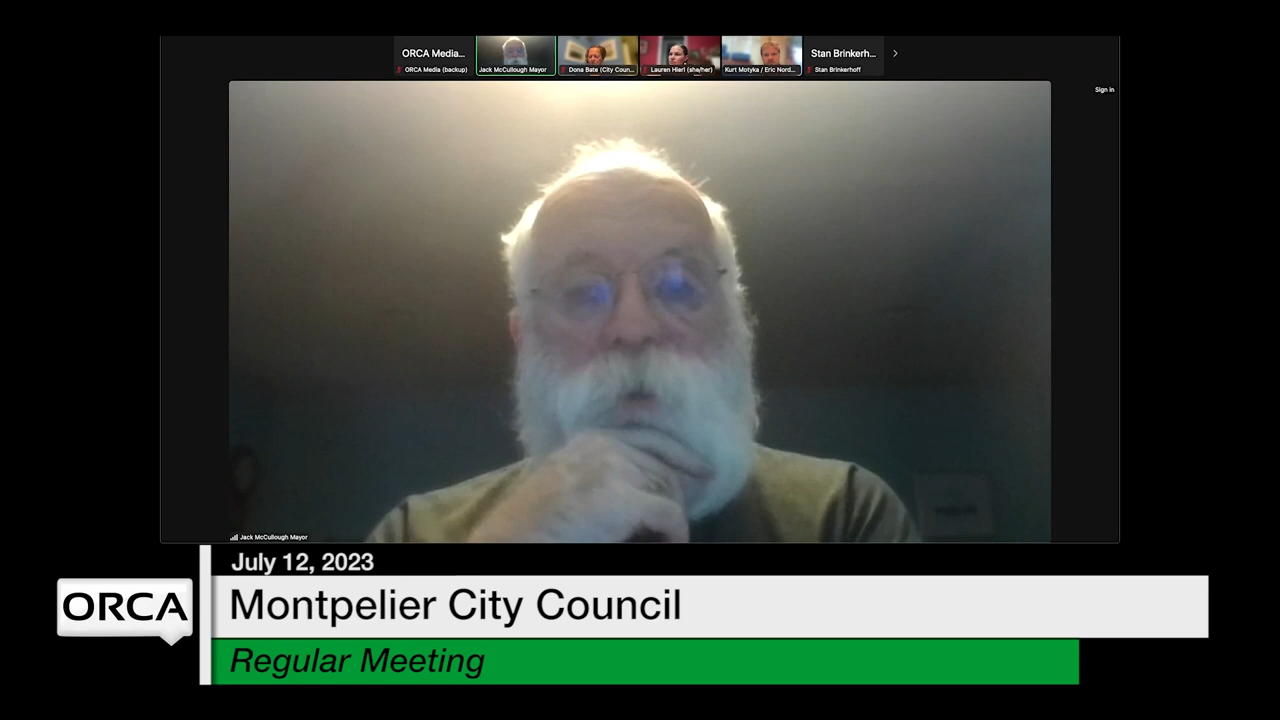 ORCA Media...
Stan Brinkerh...
ORCA Media (backup)
Jack McCullough Mayor
Dona Bate (City Coun...
Lauren Hierl (she/her)
Kurt Motyka / Eric Nord...
Stan Brinkerhoff
Sign in
Jack McCullough Mayor
July 12, 2023
ORCA
Montpelier City Council
Regular Meeting